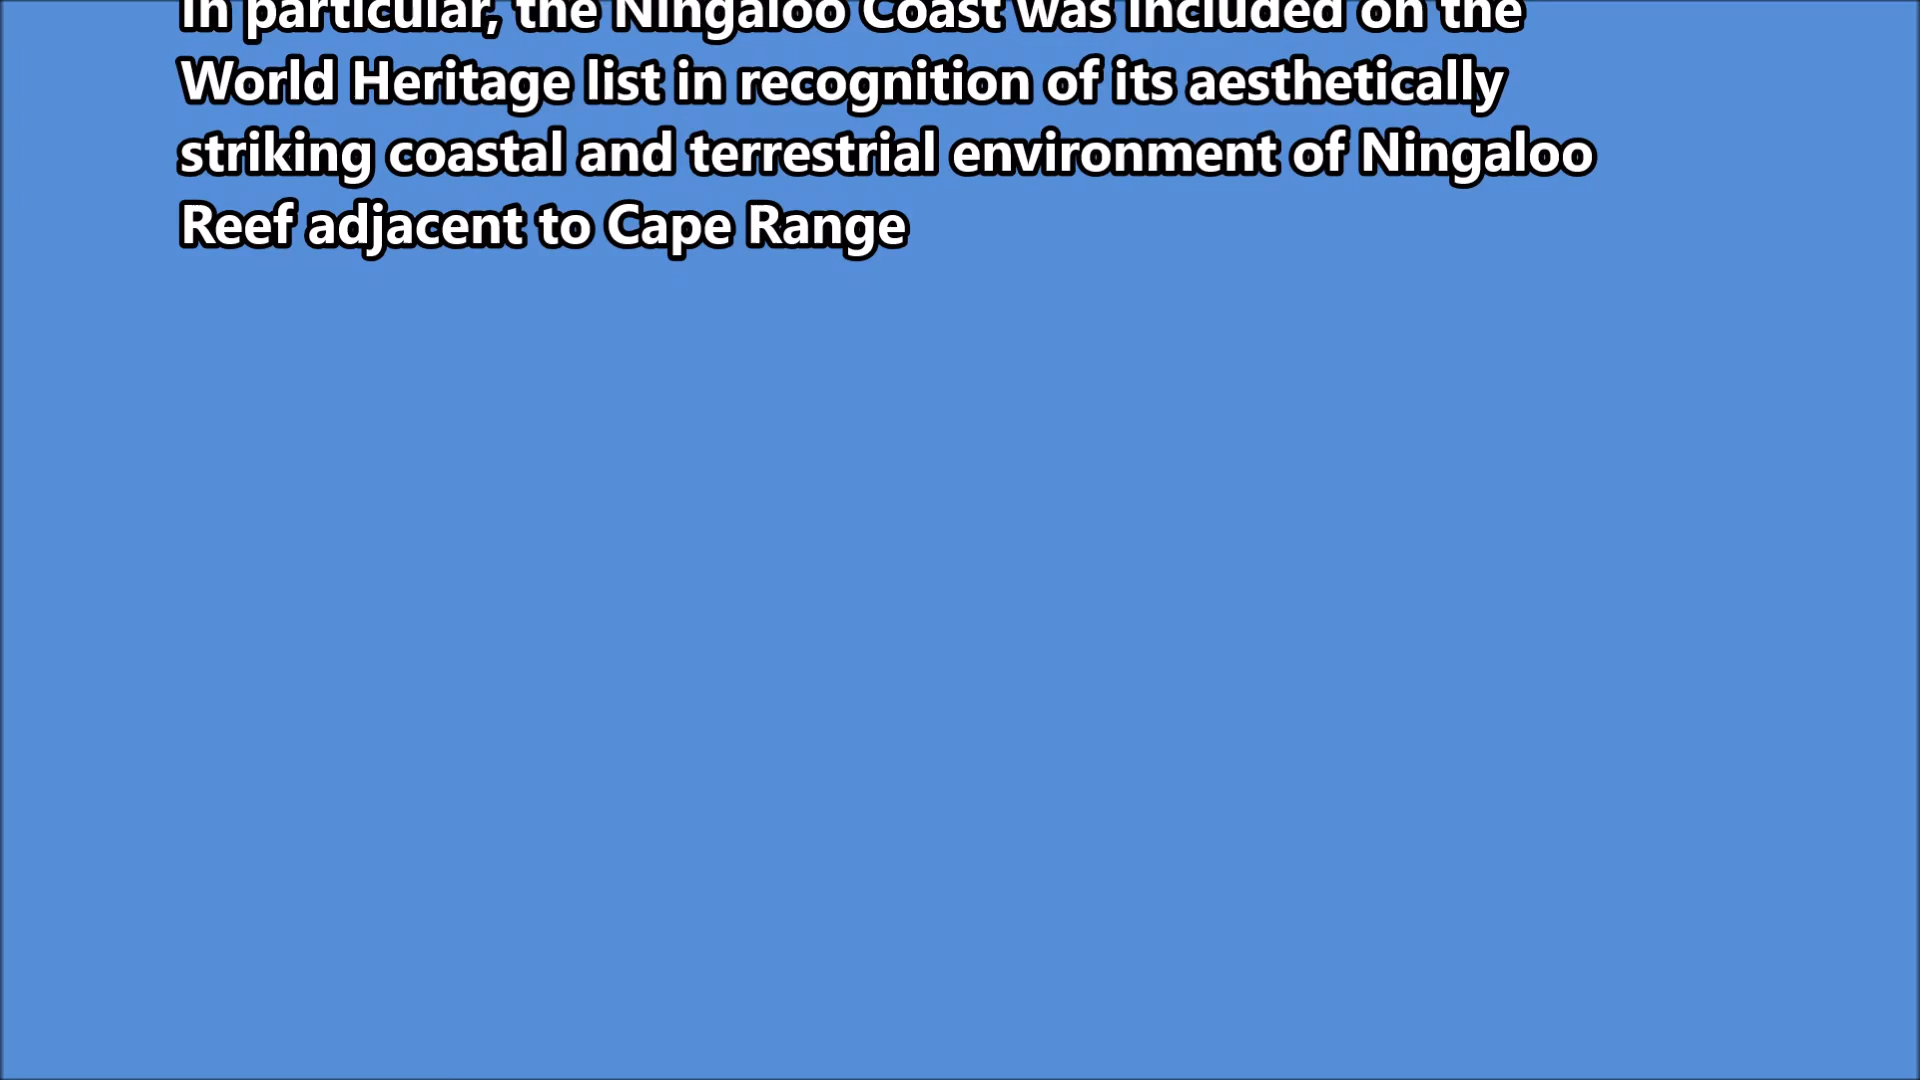 In particular, the Ningaloo Coast was included on the
World Heritage list in recognition of its aesthetically
striking coastal and terrestrial environment of Ningaloo
Reef adjacent to Cape Range